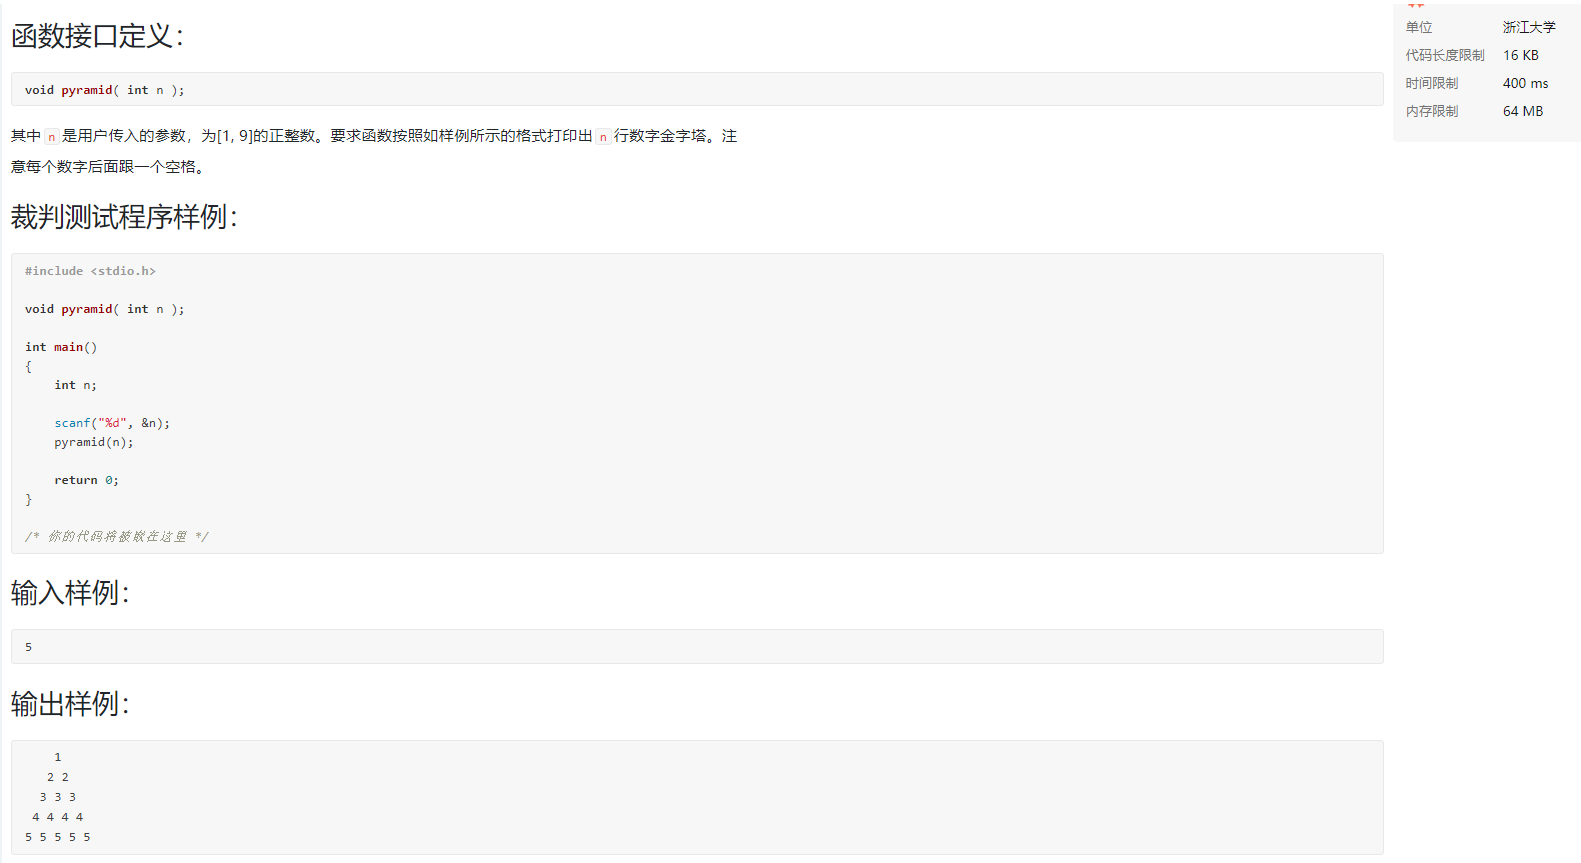 函数接口定义：
void pyramid( int n );
其中 n 是用户传入的参数，为[1, 9]的正整数。要求函数按照如样例所示的格式打印出 n 行数字金字塔。注
意每个数字后面跟一个空格。
裁判测试程序样例：
#include <stdio.h>
void pyramid( int n );
int main()
{
    int n;
    scanf("%d", &n);
    pyramid(n);
    return 0;
}
/* 你的代码将被嵌在这里 */
输入样例：
5
输出样例：
    1
   2 2
  3 3 3
 4 4 4 4
5 5 5 5 5
单位 浙江大学
代码长度限制 16 KB
时间限制 400 ms
内存限制 64 MB